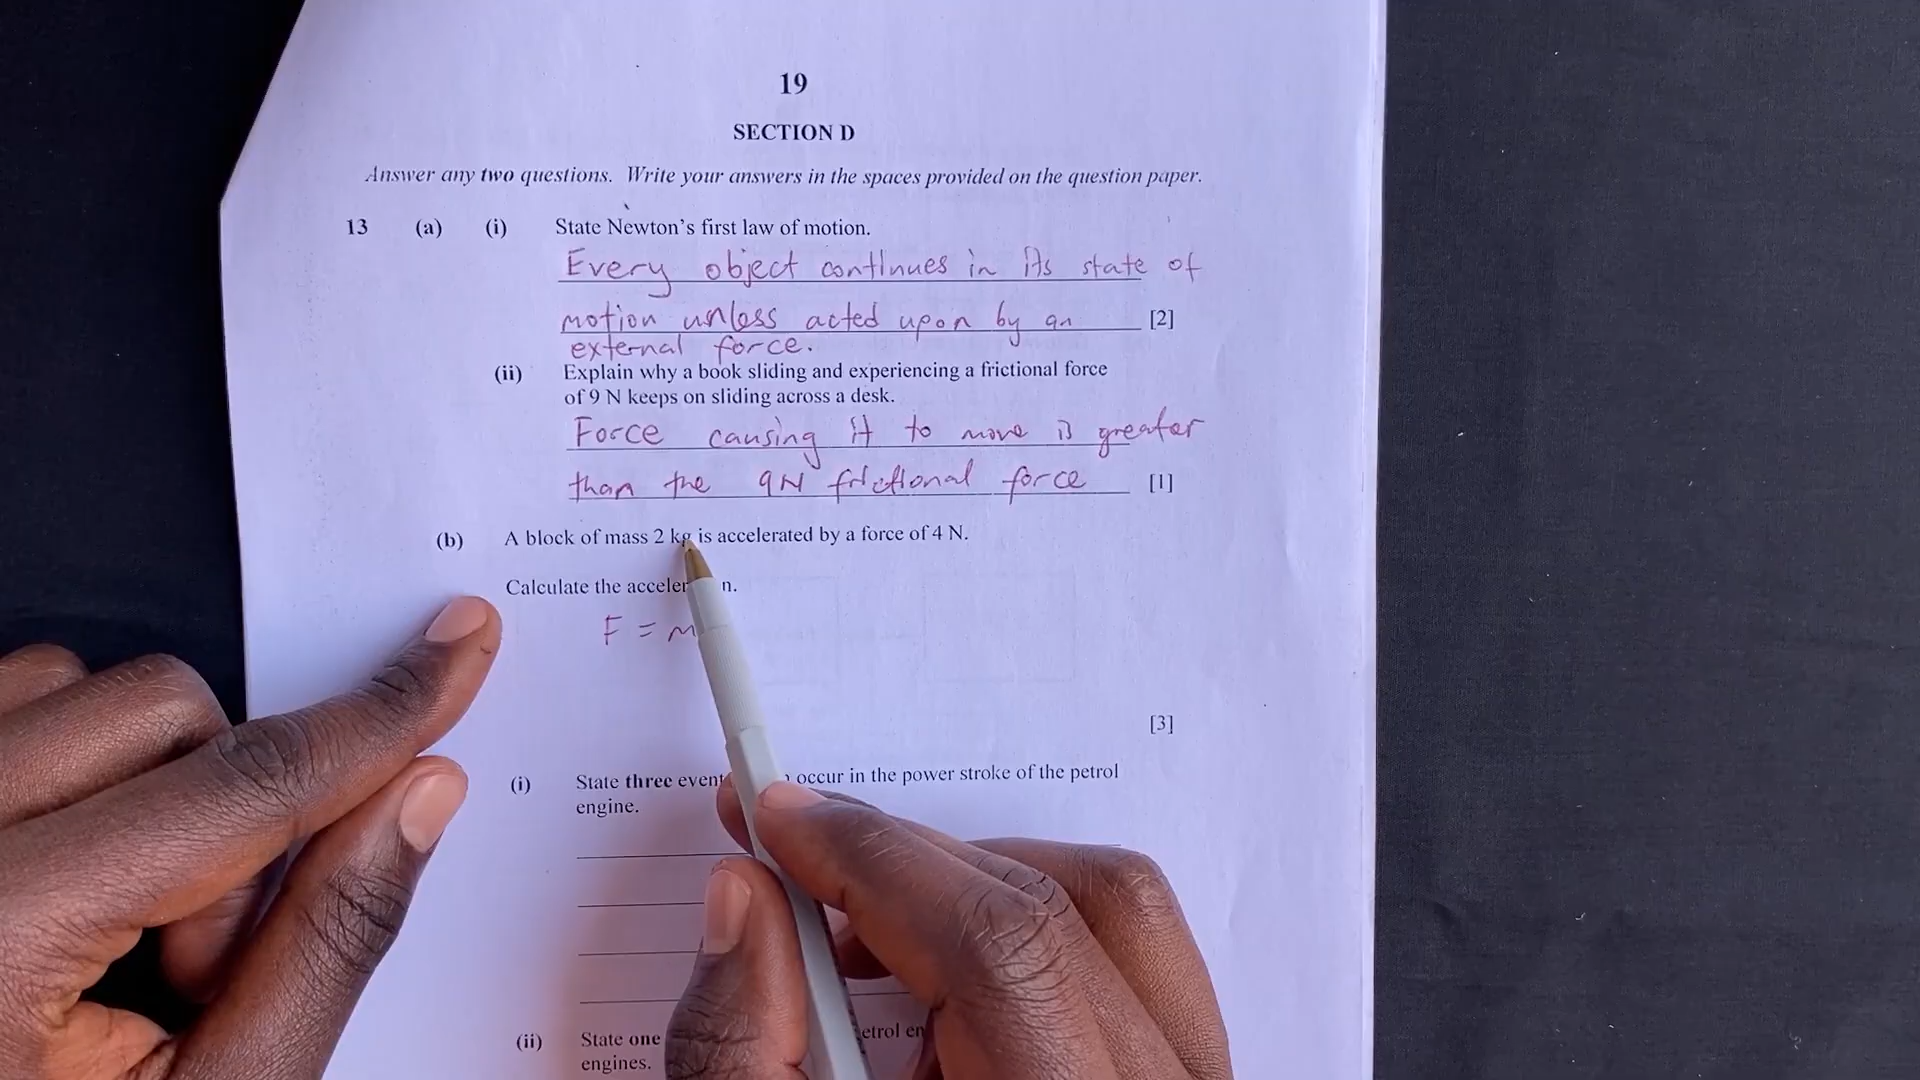 19
SECTION D
Answer any two questions. Write your answers in the spaces provided on the question paper.
13 (a) (i) State Newton's first law of motion.
Every object continues in its state of
motion unless acted upon by an [2]
external force.
(ii) Explain why a book sliding and experiencing a frictional force
of 9 N keeps on sliding across a desk.
Force causing it to move is greater
than the 9N frictional force [1]
(b) A block of mass 2 kg is accelerated by a force of 4 N.
Calculate the
F = m
[3]
(i) State three occur in the power stroke of the petrol
engine.
(ii) State one
engines.